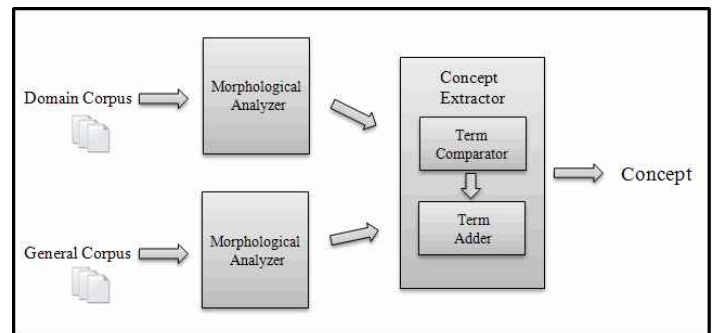 Domain Corpus
Morphological
Analyzer
Concept
Extractor
Term
Comparator
Concept
Term
Adder
General Corpus
Morphological
Analyzer